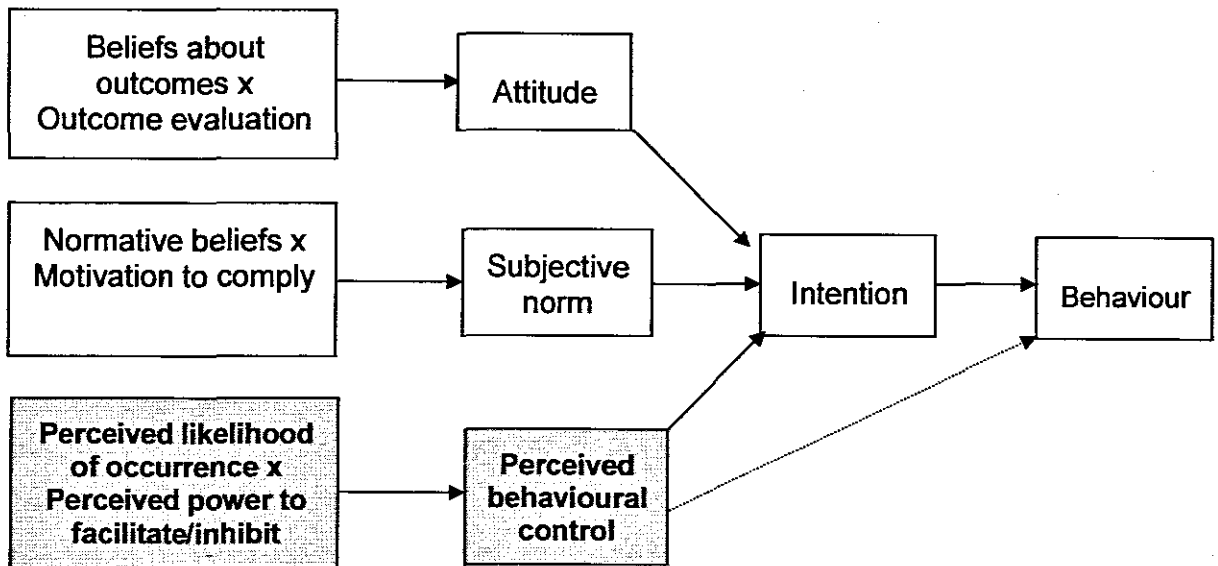 Beliefs about
outcomes x
Outcome evaluation
Attitude
Normative beliefs x
Motivation to comply
Subjective
norm
Intention
Behaviour
Perceived likelihood
of occurrence x
Perceived power to
facilitate/inhibit
Perceived
behavioural
control